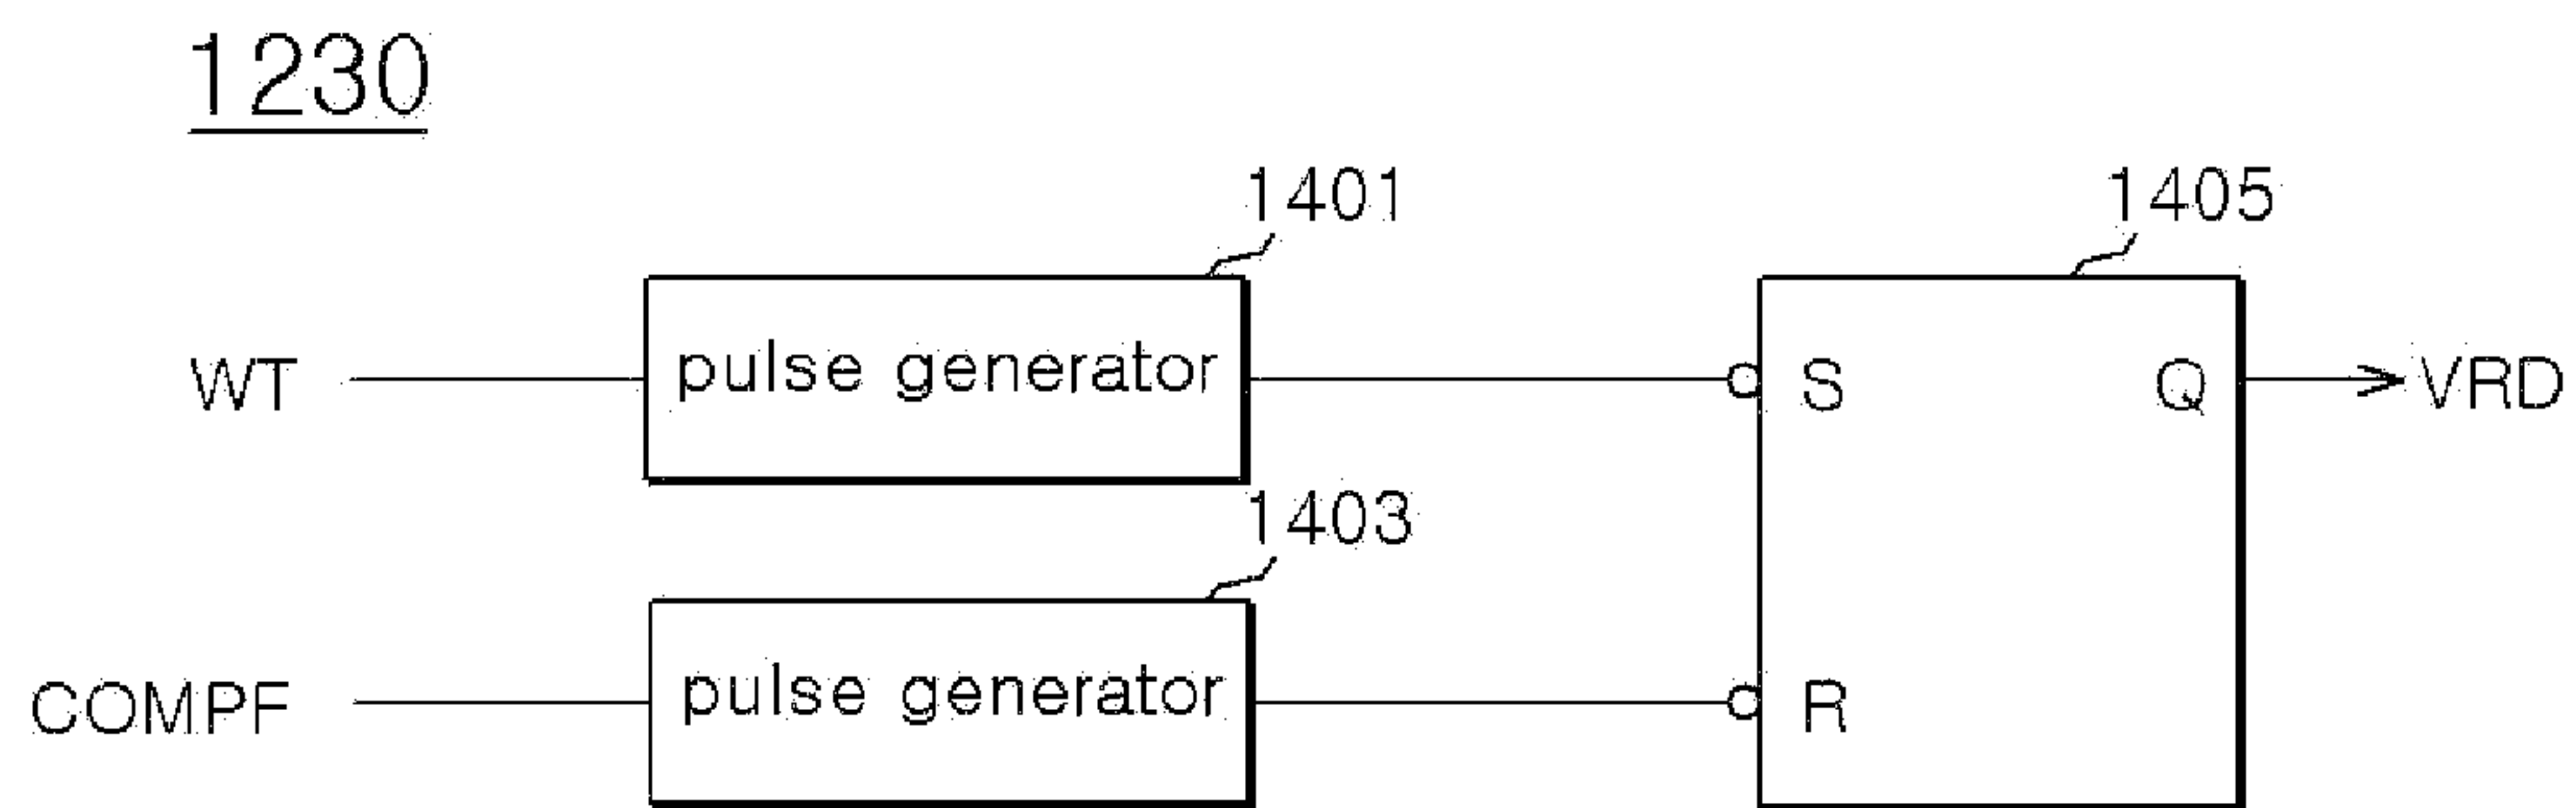 1230
1401
1405
WT
pulse generator
S
Q
VRD
1403
COMPF
pulse generator
R